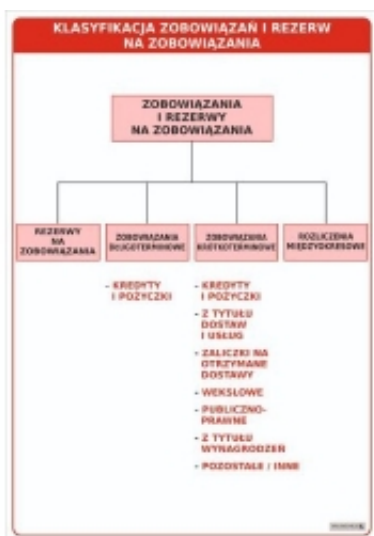 KLASYFIKACJA ZOBOWIĄZAŃ I REZERW
NA ZOBOWIĄZANIA
ZOBOWIĄZANIA
I REZERWY
NA ZOBOWIĄZANIA
REZERWY
NA
ZOBOWIĄZANIA
ZOBOWIĄZANIA
DŁUGOTERMINOWE
ZOBOWIĄZANIA
KRÓTKOTERMINOWE
ROZLICZENIA
MIĘDZYOKRESOWE
- KREDYTY
I POŻYCZKI
- KREDYTY
I POŻYCZKI
- Z TYTUŁU
DOSTAW
I USŁUG
- ZALICZKI NA
OTRZYMANE
DOSTAWY
- WEKSLOWE
- PUBLICZNO-
PRAWNE
- Z TYTUŁU
WYNAGRODZEŃ
- POZOSTAŁE / INNE